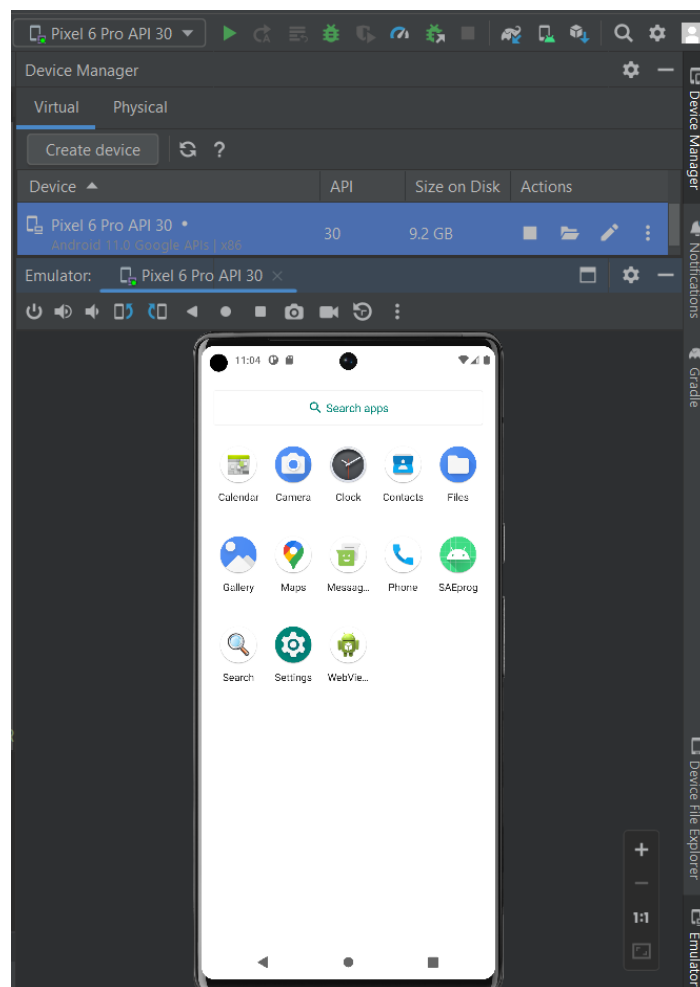 Pixel 6 Pro API 30
Device Manager
Virtual Physical
Create device ?
Device API Size on Disk Actions
Pixel 6 Pro API 30 •
Android 11.0 Google APIs | x86
30 9.2 GB
Emulator: Pixel 6 Pro API 30
11:04
Search apps
Calendar Camera Clock Contacts Files
Gallery Maps Messag... Phone SAEprog
Search Settings WebVie...
1:1
Device Manager
Notifications
Gradle
Device File Explorer
Emulator